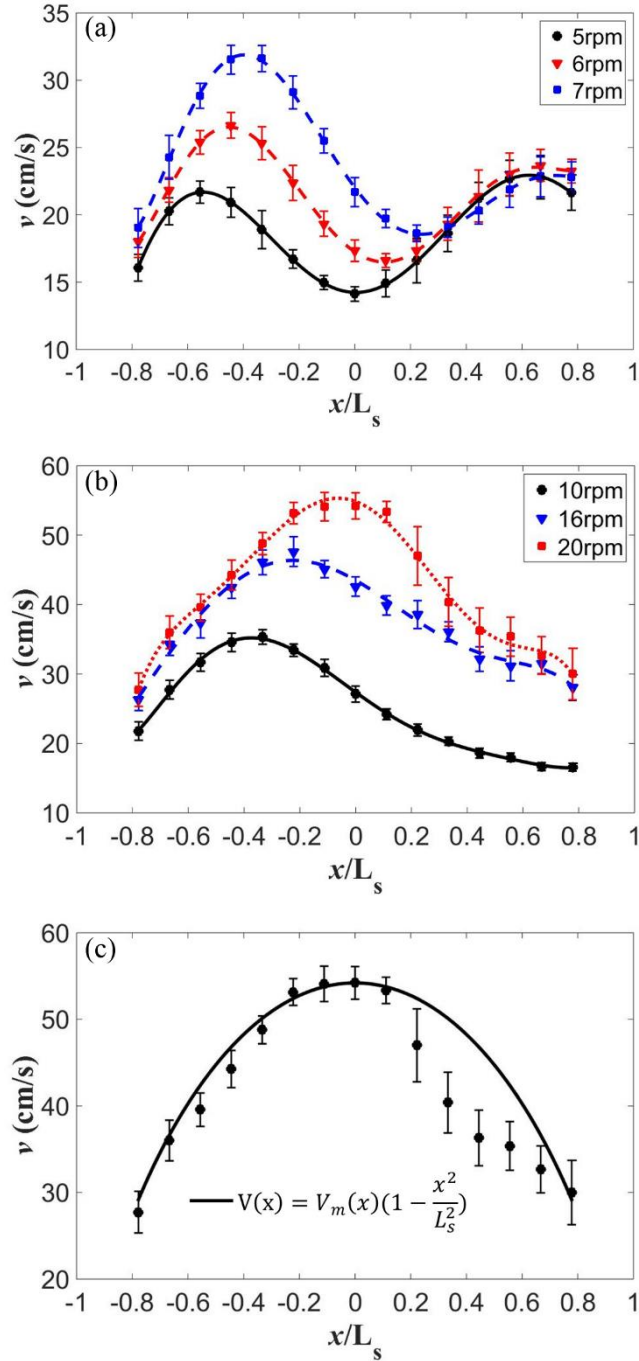 (a)
5rpm
6rpm
7rpm
35
30
25
20
15
10
v (cm/s)
-1 -0.8 -0.6 -0.4 -0.2 0 0.2 0.4 0.6 0.8 1
x/Ls
(b)
10rpm
16rpm
20rpm
60
50
40
30
20
10
v (cm/s)
-1 -0.8 -0.6 -0.4 -0.2 0 0.2 0.4 0.6 0.8 1
x/Ls
(c)
60
50
40
30
20
v (cm/s)
V(x) = V_m(x)(1 − x²/L_s²)
-1 -0.8 -0.6 -0.4 -0.2 0 0.2 0.4 0.6 0.8 1
x/Ls